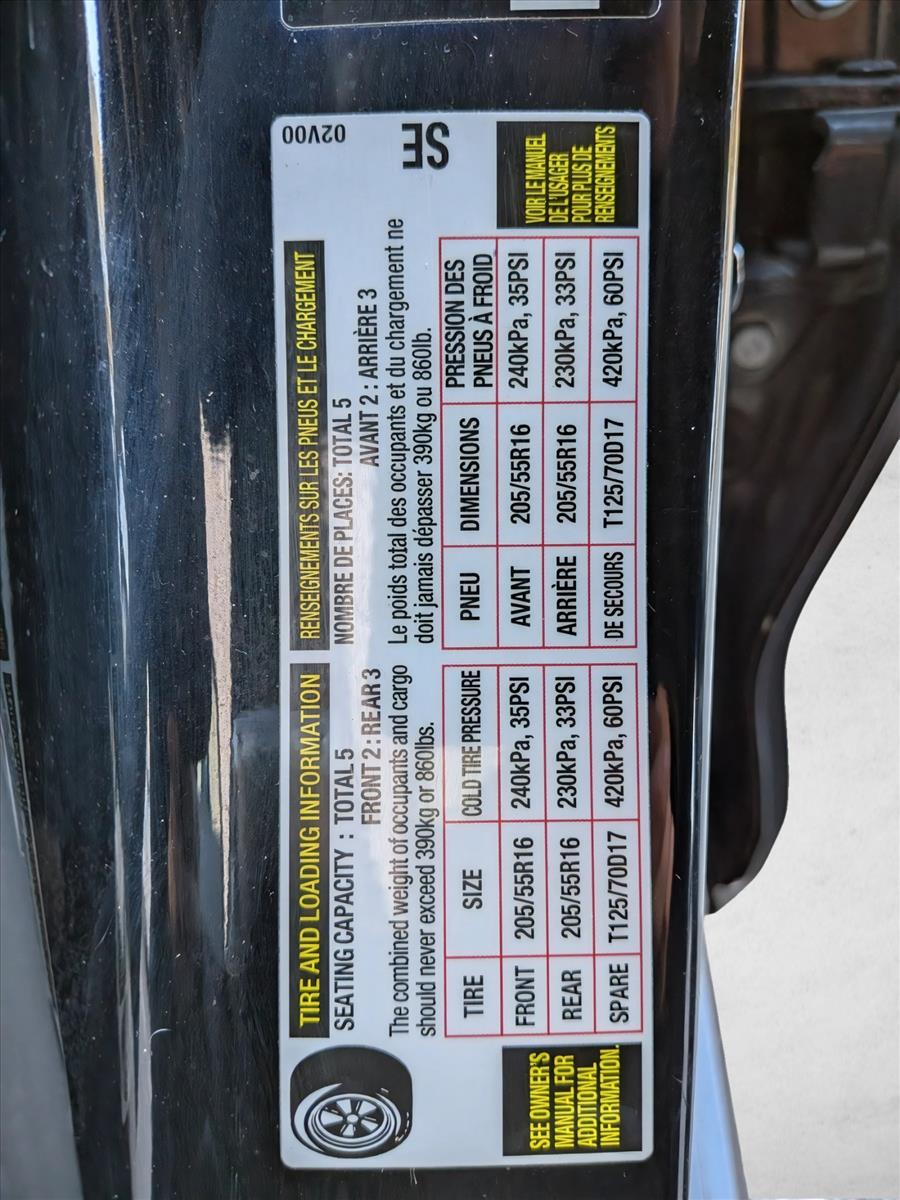 TIRE AND LOADING INFORMATION
SEATING CAPACITY : TOTAL 5
FRONT 2 : REAR 3
The combined weight of occupants and cargo
should never exceed 390kg or 860lbs.
TIRE SIZE COLD TIRE PRESSURE
FRONT 205/55R16 240kPa, 35PSI
REAR 205/55R16 230kPa, 33PSI
SPARE T125/70D17 420kPa, 60PSI
SEE OWNER'S
MANUAL FOR
ADDITIONAL
INFORMATION.
RENSEIGNEMENTS SUR LES PNEUS ET LE CHARGEMENT
NOMBRE DE PLACES: TOTAL 5
AVANT 2 : ARRIÈRE 3
Le poids total des occupants et du chargement ne
doit jamais dépasser 390kg ou 860lb.
PNEU DIMENSIONS PRESSION DES
PNEUS À FROID
AVANT 205/55R16 240kPa, 35PSI
ARRIÈRE 205/55R16 230kPa, 33PSI
DE SECOURS T125/70D17 420kPa, 60PSI
VOIR LE MANUEL
DE L'USAGER
POUR PLUS DE
RENSEIGNEMENTS
02V00
SE